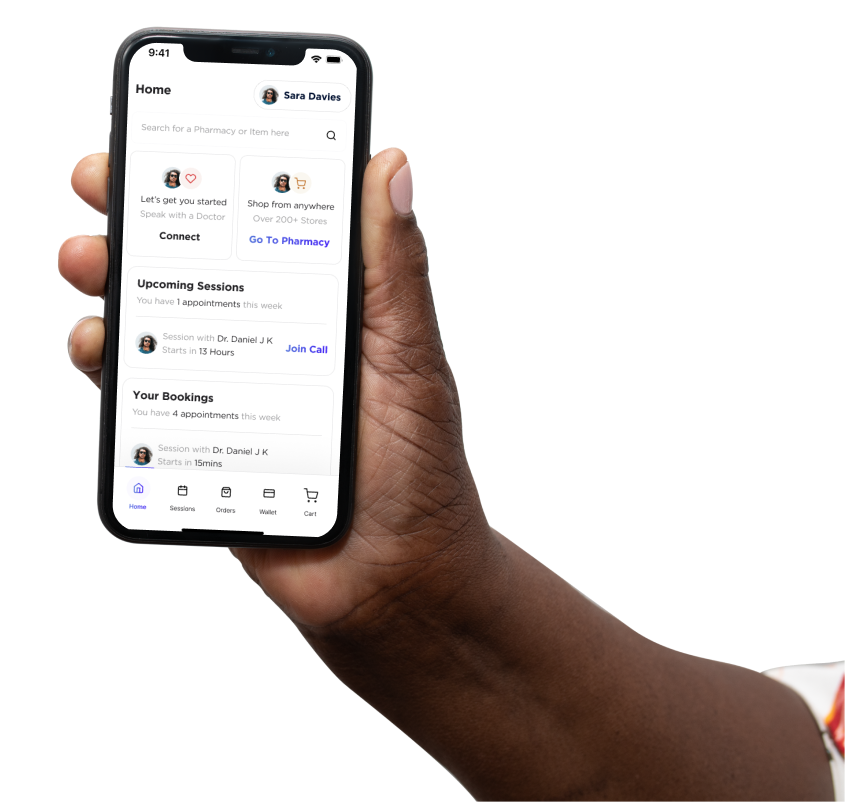 9:41
Home
Sara Davies
Search for a Pharmacy or Item here
Let's get you started
Speak with a Doctor
Connect
Shop from anywhere
Over 200+ Stores
Go To Pharmacy
Upcoming Sessions
You have 1 appointments this week
Session with Dr. Daniel J K
Starts in 13 Hours
Join Call
Your Bookings
You have 4 appointments this week
Session with Dr. Daniel J K
Starts in 15mins
Home
Sessions
Orders
Wallet
Cart